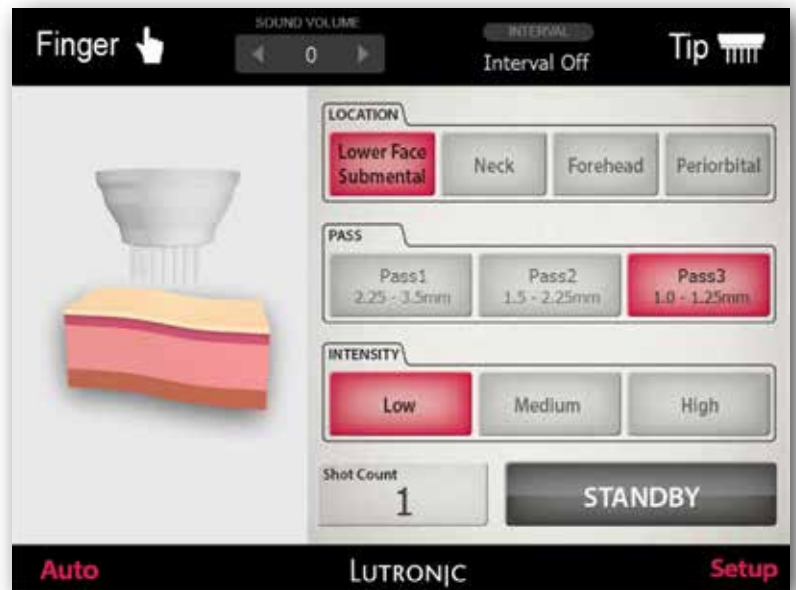 Finger
SOUND VOLUME
0
INTERVAL
Interval Off
Tip
LOCATION
Lower Face
Submental
Neck
Forehead
Periorbital
PASS
Pass1
2.25 - 3.5mm
Pass2
1.5 - 2.25mm
Pass3
1.0 - 1.25mm
INTENSITY
Low
Medium
High
Shot Count
1
STANDBY
Auto
LUTRONIC
Setup